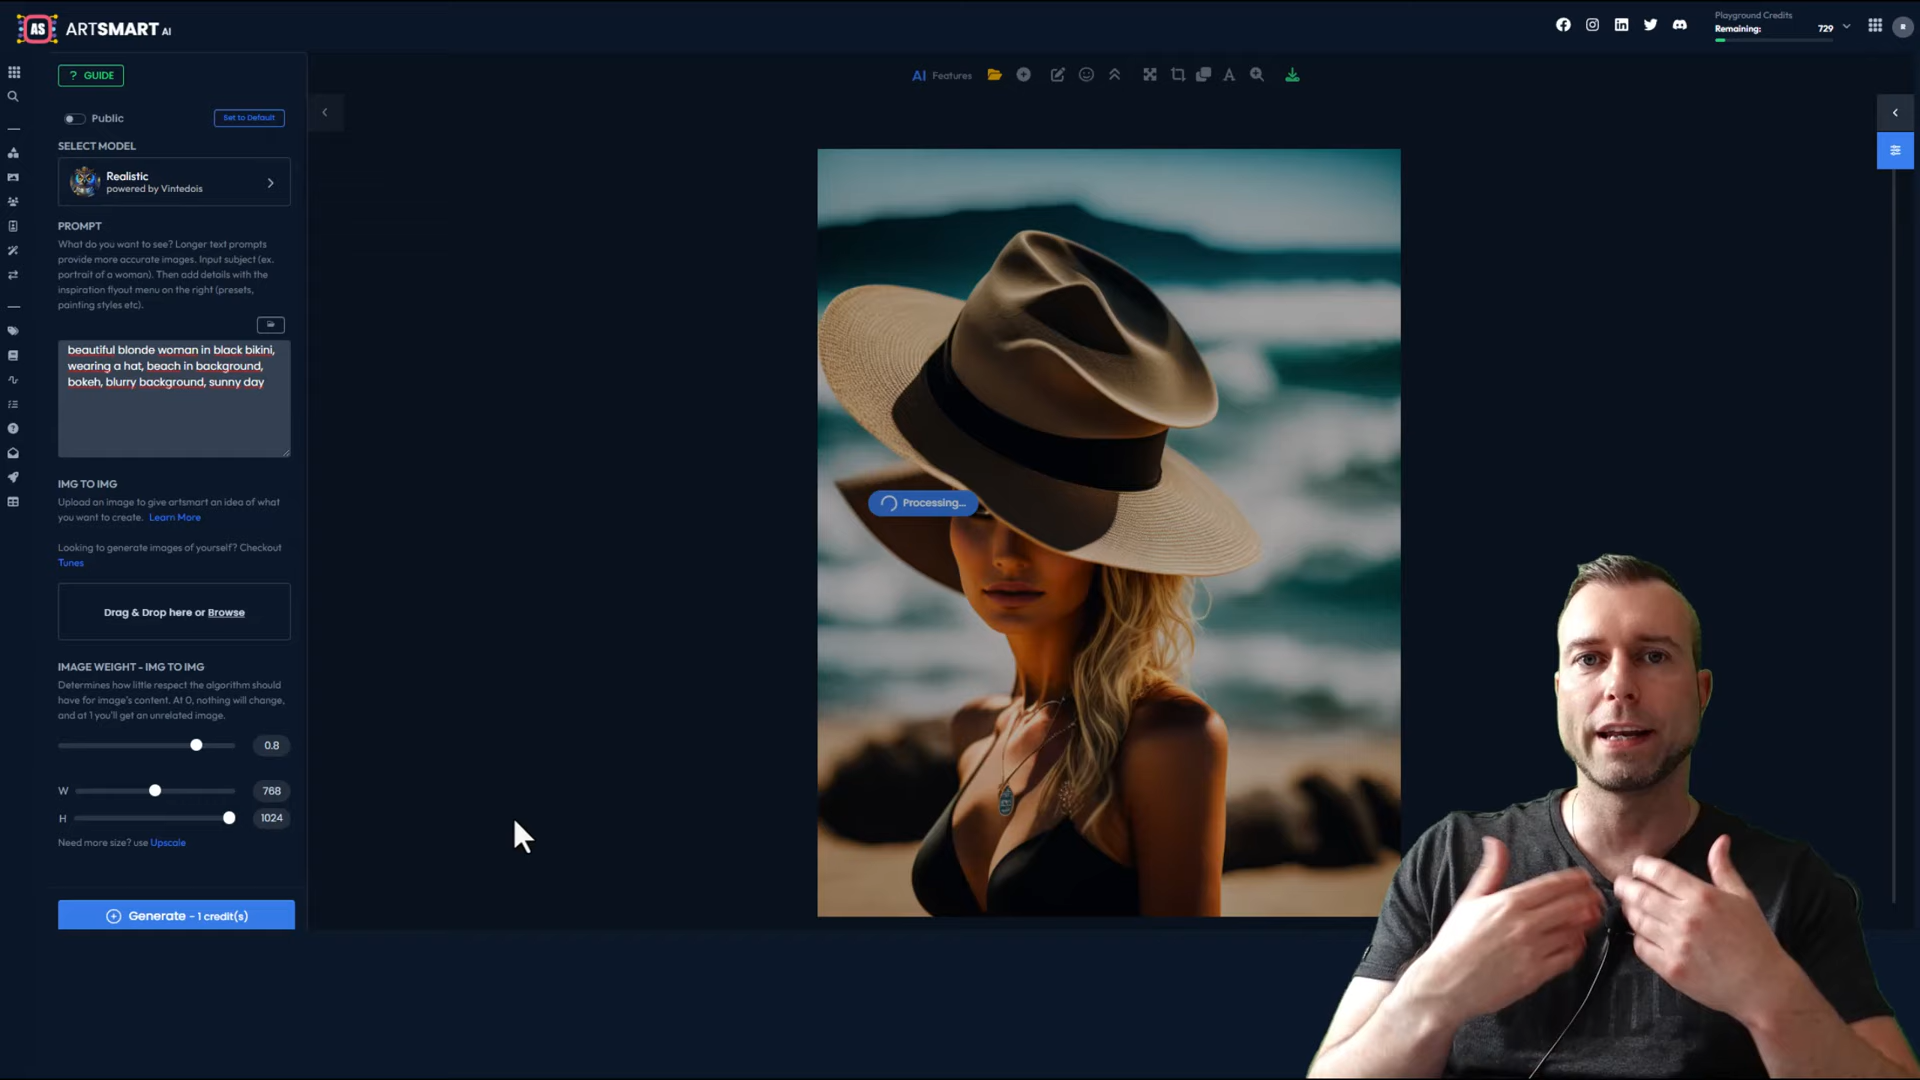 AS ARTSMART AI
Playground Credits
Remaining: 729
R
? GUIDE
AI Features
A
Public
Set to Default
SELECT MODEL
Realistic
powered by Vintedois
PROMPT
What do you want to see? Longer text prompts
provide more accurate images. Input subject (ex.
portrait of a woman). Then add details with the
inspiration flyout menu on the right (presets,
painting styles etc).
beautiful blonde woman in black bikini,
wearing a hat, beach in background,
bokeh, blurry background, sunny day
Processing...
IMG TO IMG
Upload an image to give artsmart an idea of what
you want to create. Learn More
Looking to generate images of yourself? Checkout
Tunes
Drag & Drop here or Browse
IMAGE WEIGHT - IMG TO IMG
Determines how little respect the algorithm should
have for image's content. At 0, nothing will change,
and at 1 you'll get an unrelated image.
0.8
W 768
H 1024
Need more size? use Upscale
Generate - 1 credit(s)